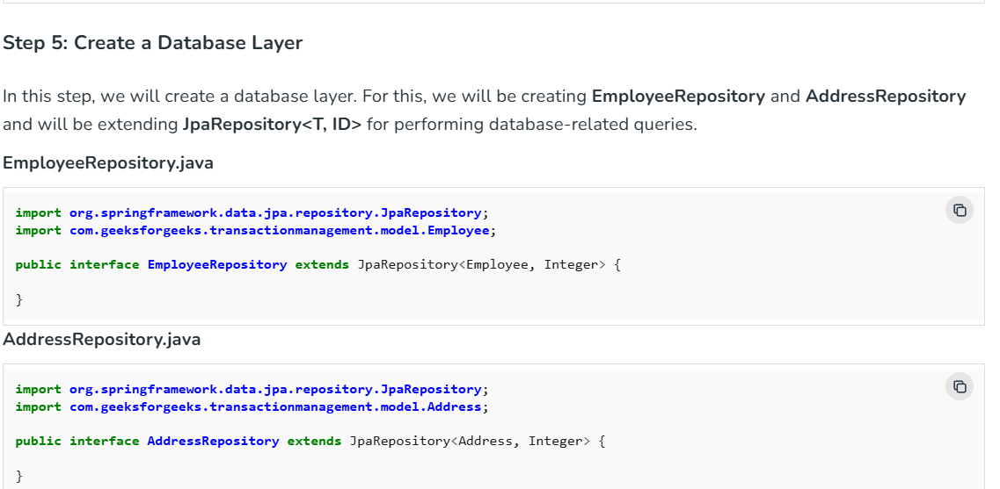 Step 5: Create a Database Layer
In this step, we will create a database layer. For this, we will be creating EmployeeRepository and AddressRepository
and will be extending JpaRepository<T, ID> for performing database-related queries.
EmployeeRepository.java
import org.springframework.data.jpa.repository.JpaRepository;
import com.geeksforgeeks.transactionmanagement.model.Employee;
public interface EmployeeRepository extends JpaRepository<Employee, Integer> {
}
AddressRepository.java
import org.springframework.data.jpa.repository.JpaRepository;
import com.geeksforgeeks.transactionmanagement.model.Address;
public interface AddressRepository extends JpaRepository<Address, Integer> {
}